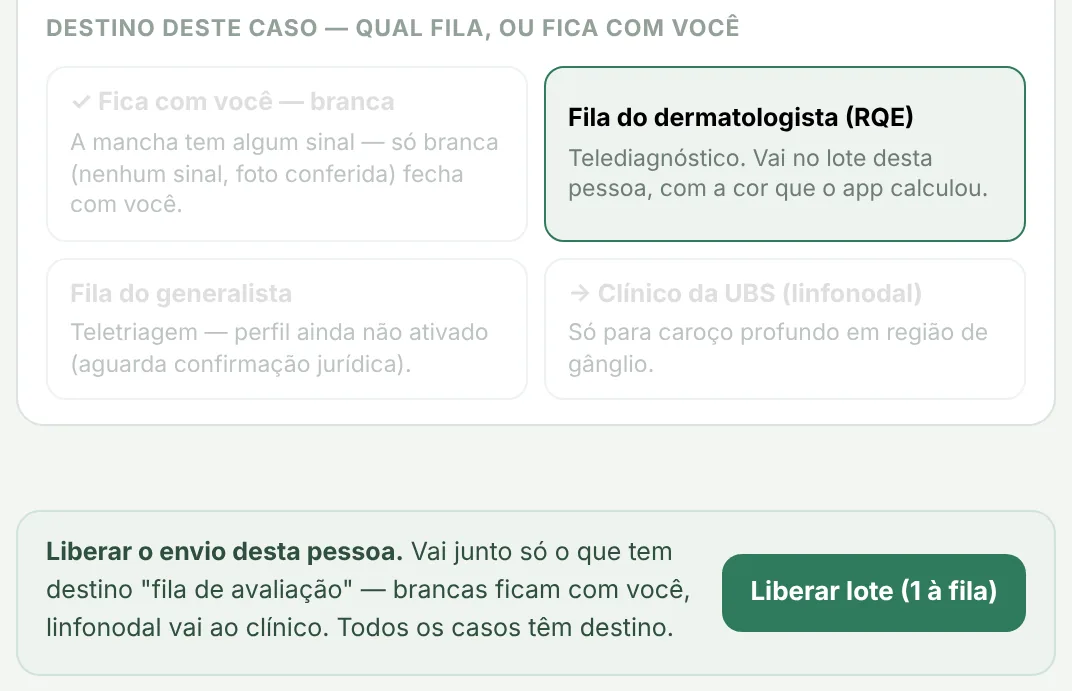 DESTINO DESTE CASO — QUAL FILA, OU FICA COM VOCÊ
✓ Fica com você — branca
A mancha tem algum sinal — só branca
(nenhum sinal, foto conferida) fecha
com você.
Fila do dermatologista (RQE)
Telediagnóstico. Vai no lote desta
pessoa, com a cor que o app calculou.
Fila do generalista
Teletriagem — perfil ainda não ativado
(aguarda confirmação jurídica).
→ Clínico da UBS (linfonodal)
Só para caroço profundo em região de
gânglio.
Liberar o envio desta pessoa. Vai junto só o que tem
destino "fila de avaliação" — brancas ficam com você,
linfonodal vai ao clínico. Todos os casos têm destino.
Liberar lote (1 à fila)